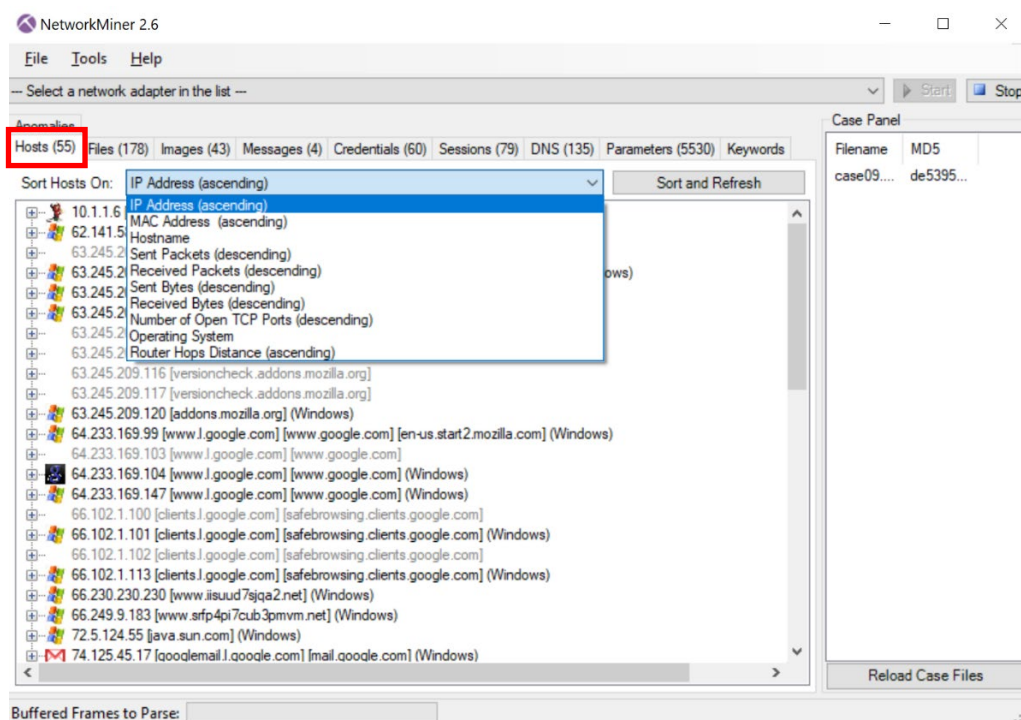 NetworkMiner 2.6
File Tools Help
--- Select a network adapter in the list ---
Start
Stop
Anomalies
Hosts (55) Files (178) Images (43) Messages (4) Credentials (60) Sessions (79) DNS (135) Parameters (5530) Keywords
Sort Hosts On: IP Address (ascending)
Sort and Refresh
IP Address (ascending)
MAC Address (ascending)
Hostname
Sent Packets (descending)
Received Packets (descending)
Sent Bytes (descending)
Received Bytes (descending)
Number of Open TCP Ports (descending)
Operating System
Router Hops Distance (ascending)
10.1.1.6 [
62.141.5
63.245.2
63.245.2 ows)
63.245.2
63.245.2
63.245.2
63.245.2
63.245.209.116 [versioncheck.addons.mozilla.org]
63.245.209.117 [versioncheck.addons.mozilla.org]
63.245.209.120 [addons.mozilla.org] (Windows)
64.233.169.99 [www.l.google.com] [www.google.com] [en-us.start2.mozilla.com] (Windows)
64.233.169.103 [www.l.google.com] [www.google.com]
64.233.169.104 [www.l.google.com] [www.google.com] (Windows)
64.233.169.147 [www.l.google.com] [www.google.com] (Windows)
66.102.1.100 [clients.l.google.com] [safebrowsing.clients.google.com]
66.102.1.101 [clients.l.google.com] [safebrowsing.clients.google.com] (Windows)
66.102.1.102 [clients.l.google.com] [safebrowsing.clients.google.com]
66.102.1.113 [clients.l.google.com] [safebrowsing.clients.google.com] (Windows)
66.230.230.230 [www.iisuud7sjqa2.net] (Windows)
66.249.9.183 [www.srfp4pi7cub3pmvm.net] (Windows)
72.5.124.55 [java.sun.com] (Windows)
74.125.45.17 [googlemail.l.google.com] [mail.google.com] (Windows)
Case Panel
Filename MD5
case09.... de5395...
Reload Case Files
Buffered Frames to Parse: